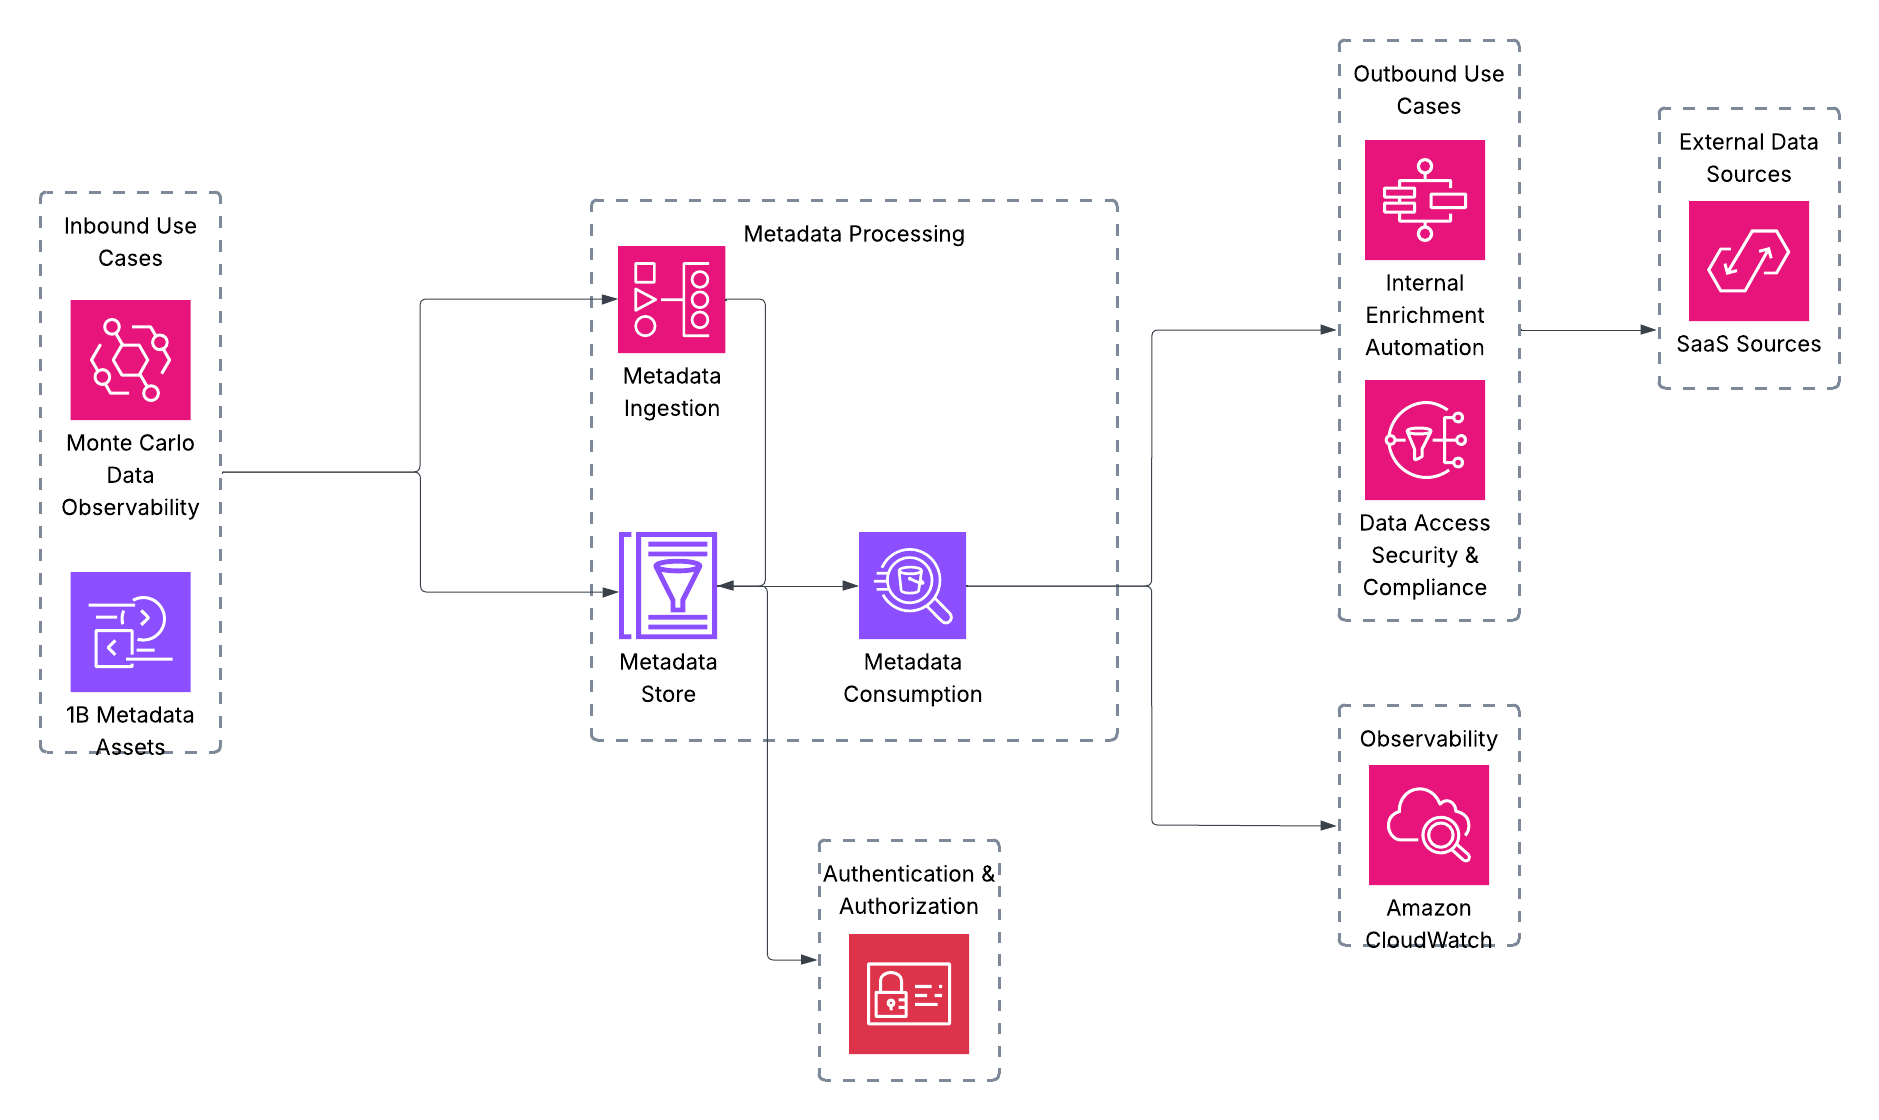 Inbound Use
Cases
Monte Carlo
Data
Observability
1B Metadata
Assets
Metadata Processing
Metadata
Ingestion
Metadata
Store
Metadata
Consumption
Authentication &
Authorization
Outbound Use
Cases
Internal
Enrichment
Automation
Data Access
Security &
Compliance
Observability
Amazon
CloudWatch
External Data
Sources
SaaS Sources